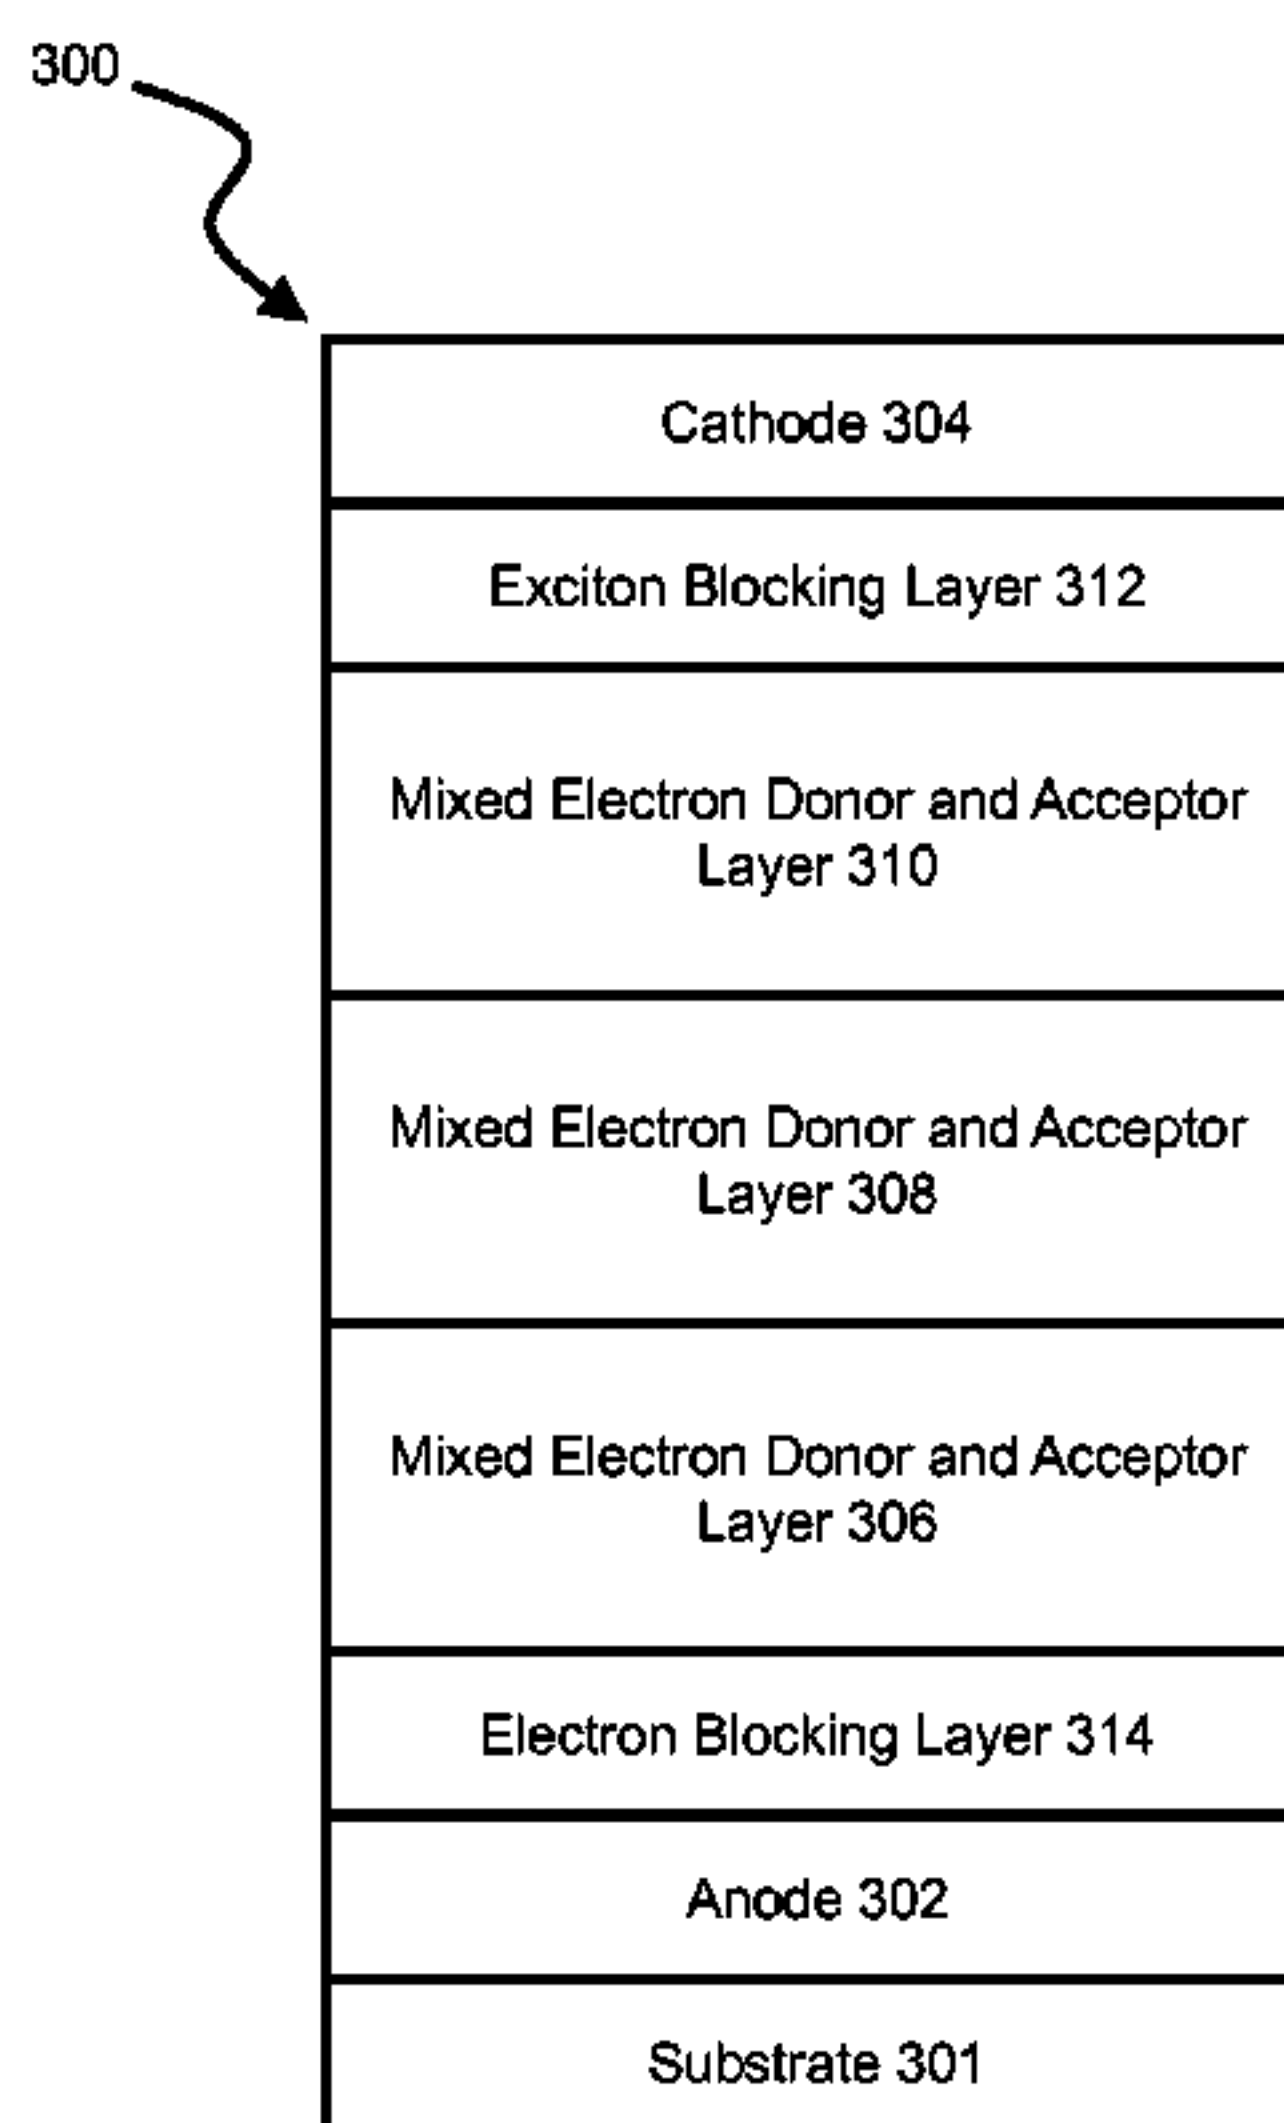 300
Cathode 304
Exciton Blocking Layer 312
Mixed Electron Donor and Acceptor
Layer 310
Mixed Electron Donor and Acceptor
Layer 308
Mixed Electron Donor and Acceptor
Layer 306
Electron Blocking Layer 314
Anode 302
Substrate 301